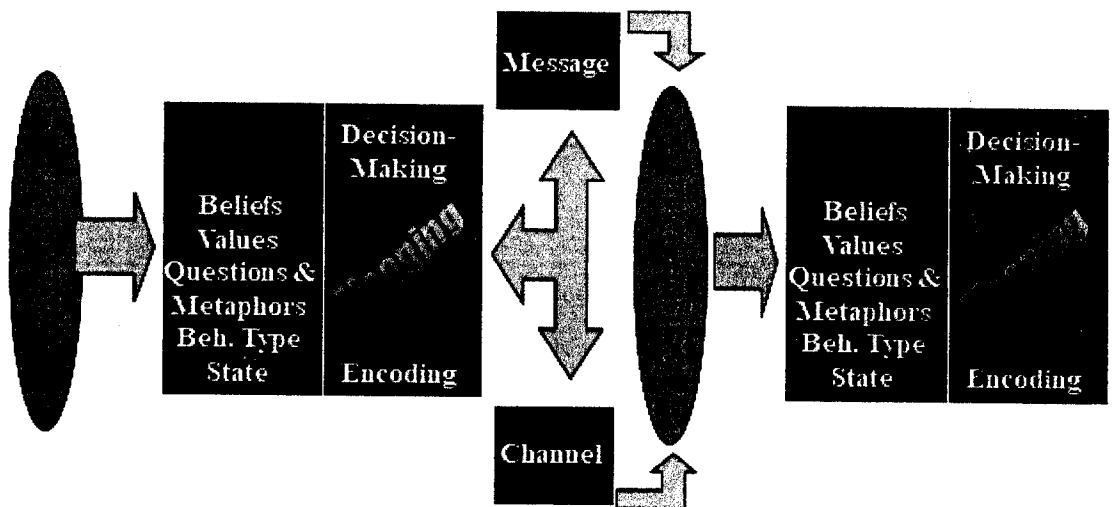 Message
Decision-
Making
Beliefs
Values
Questions &
Metaphors
Beh. Type
State
Encoding
Channel
Decision-
Making
Beliefs
Values
Questions &
Metaphors
Beh. Type
State
Encoding